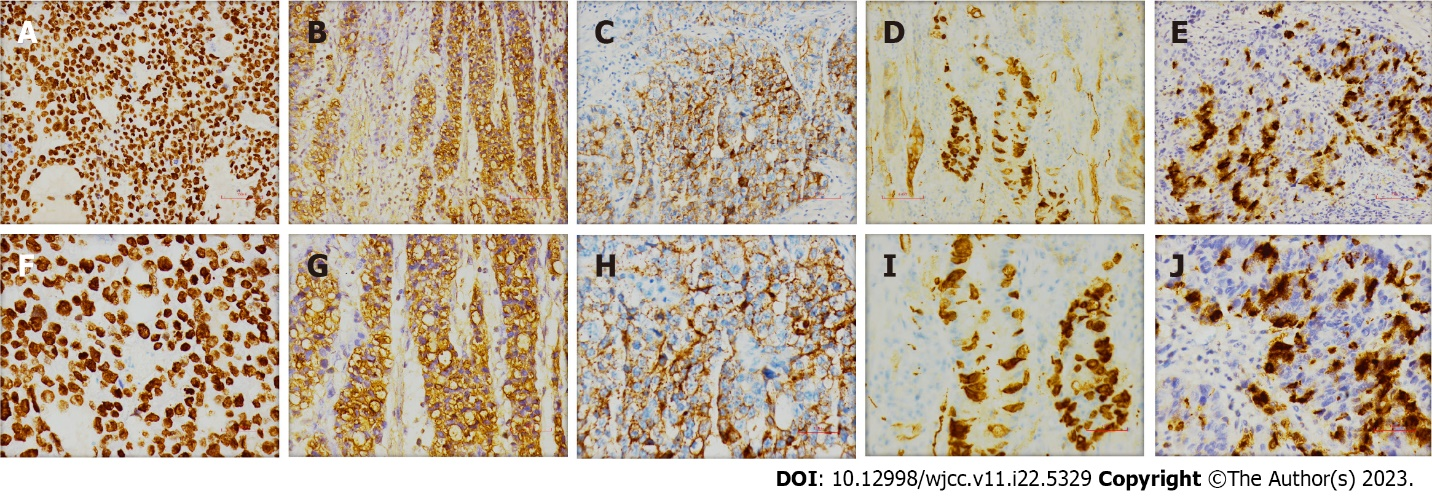 A B C D E
F G H I J
DOI: 10.12998/wjcc.v11.i22.5329 Copyright ©The Author(s) 2023.